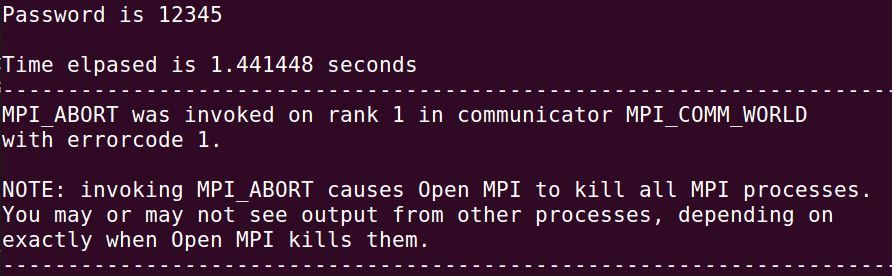 Password is 12345
Time elpased is 1.441448 seconds
--------------------------------------------------------------------
MPI_ABORT was invoked on rank 1 in communicator MPI_COMM_WORLD
with errorcode 1.
NOTE: invoking MPI_ABORT causes Open MPI to kill all MPI processes.
You may or may not see output from other processes, depending on
exactly when Open MPI kills them.
--------------------------------------------------------------------